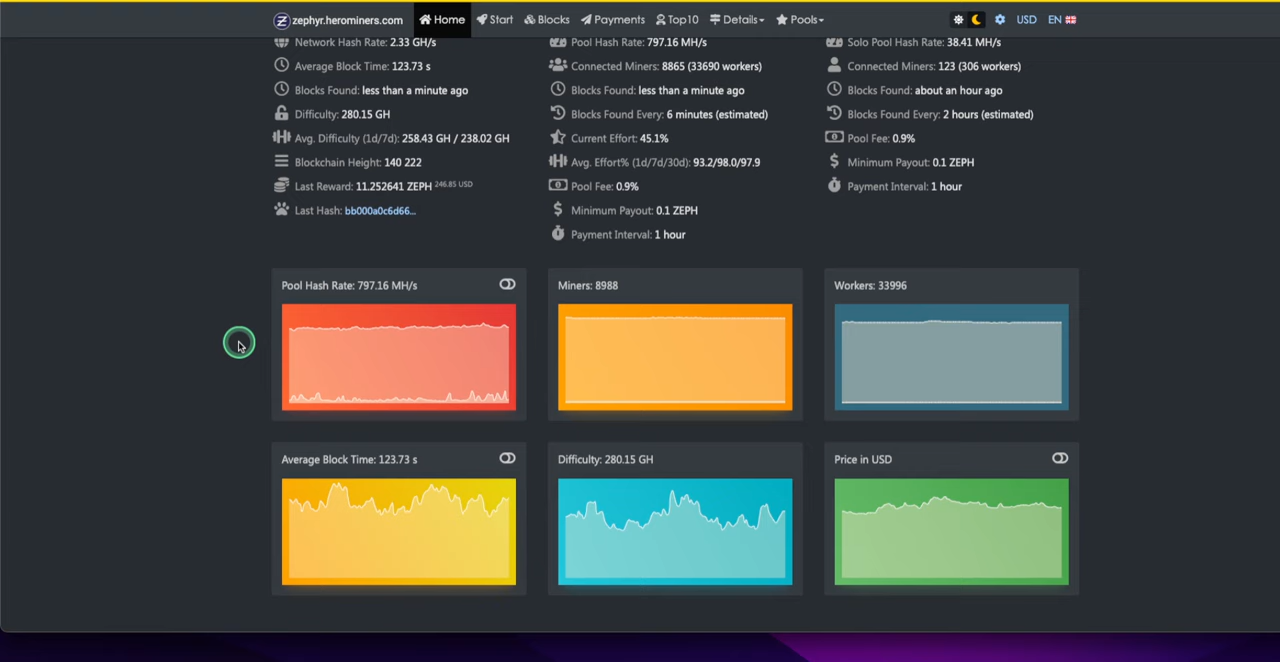 zephyr.herominers.com Home Start Blocks Payments Top10 Details Pools USD EN
Network Hash Rate: 2.33 GH/s
Average Block Time: 123.73 s
Blocks Found: less than a minute ago
Difficulty: 280.15 GH
Avg. Difficulty (1d/7d): 258.43 GH / 238.02 GH
Blockchain Height: 140 222
Last Reward: 11.252641 ZEPH 246.85 USD
Last Hash: bb000a0c6d66...
Pool Hash Rate: 797.16 MH/s
Connected Miners: 8865 (33690 workers)
Blocks Found: less than a minute ago
Blocks Found Every: 6 minutes (estimated)
Current Effort: 45.1%
Avg. Effort% (1d/7d/30d): 93.2/98.0/97.9
Pool Fee: 0.9%
Minimum Payout: 0.1 ZEPH
Payment Interval: 1 hour
Solo Pool Hash Rate: 38.41 MH/s
Connected Miners: 123 (306 workers)
Blocks Found: about an hour ago
Blocks Found Every: 2 hours (estimated)
Pool Fee: 0.9%
Minimum Payout: 0.1 ZEPH
Payment Interval: 1 hour
Pool Hash Rate: 797.16 MH/s
Miners: 8988
Workers: 33996
Average Block Time: 123.73 s
Difficulty: 280.15 GH
Price in USD